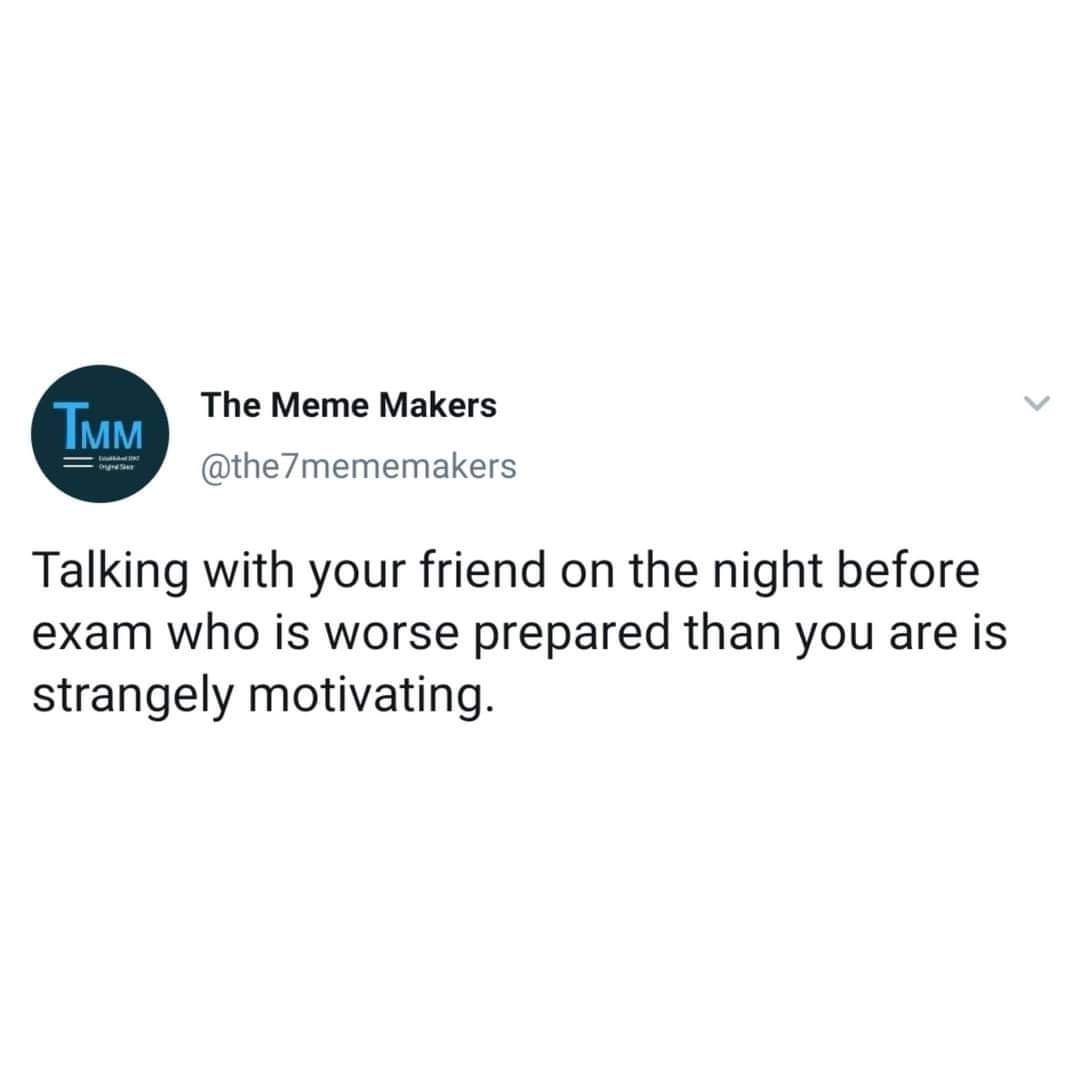 TMM
The Meme Makers
@the7mememakers
Talking with your friend on the night before
exam who is worse prepared than you are is
strangely motivating.